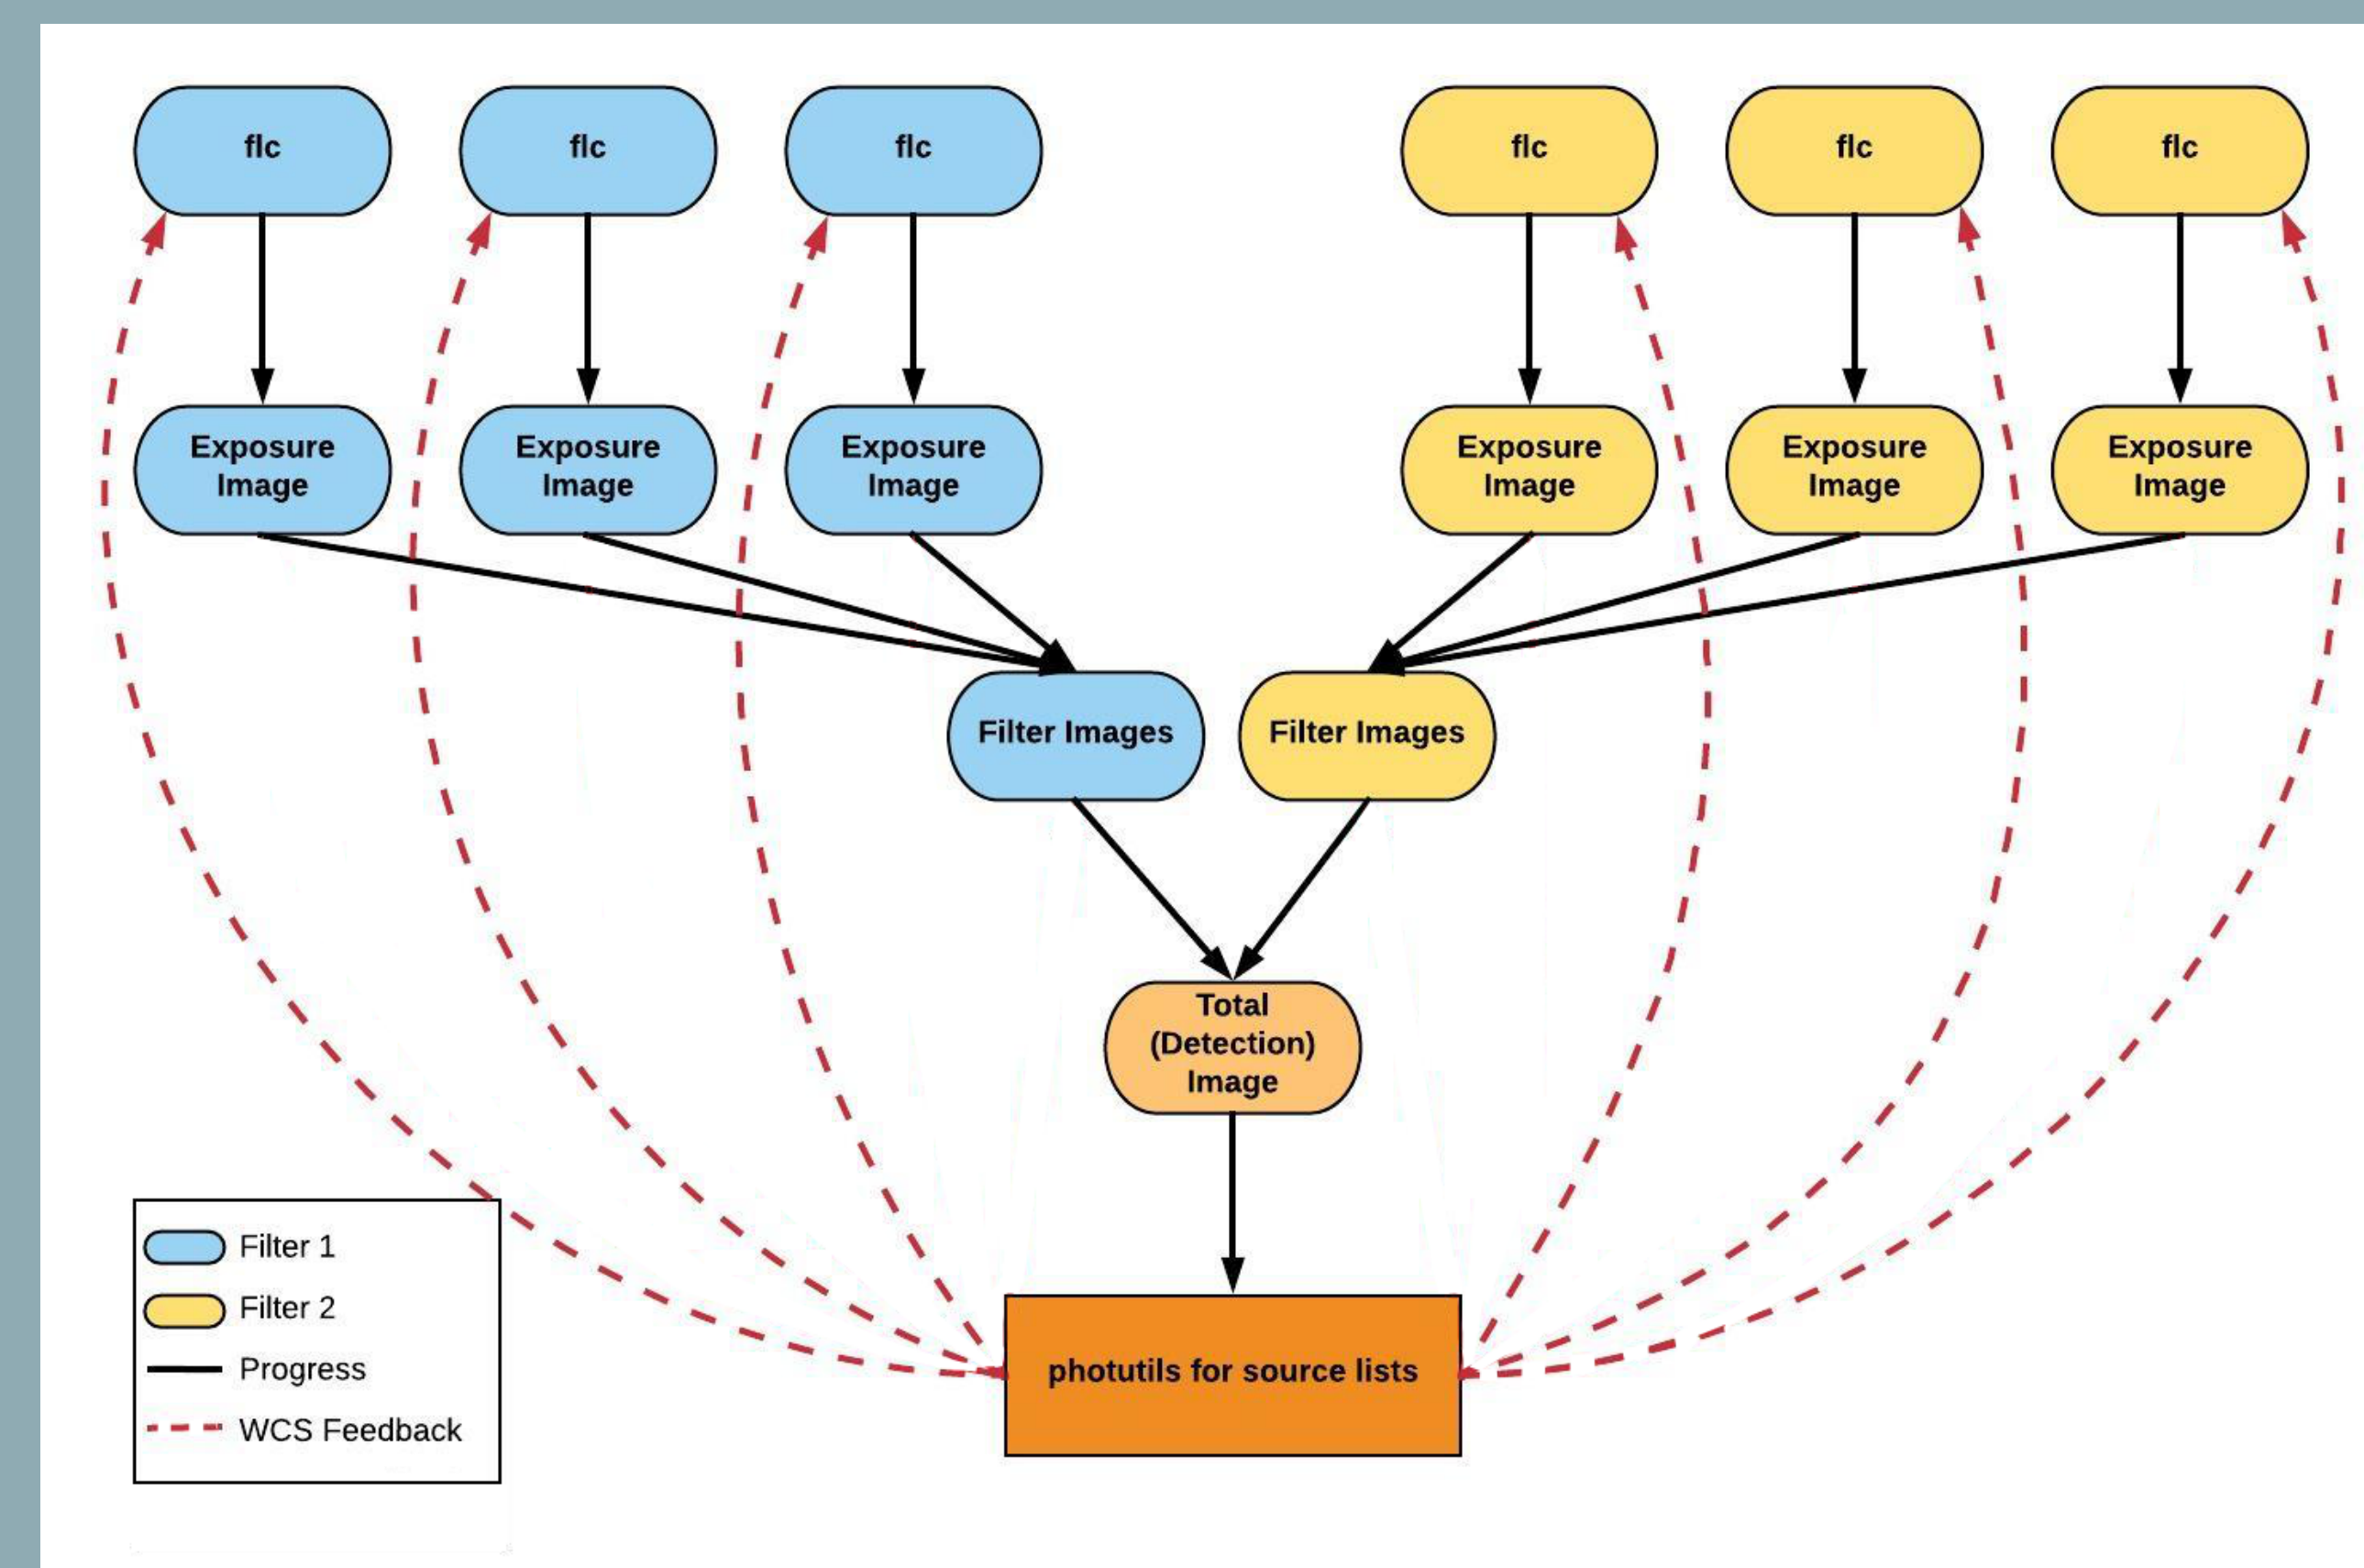 flc
flc
flc
flc
flc
flc
Exposure
Image
Exposure
Image
Exposure
Image
Exposure
Image
Exposure
Image
Exposure
Image
Filter Images
Filter Images
Total
(Detection)
Image
photutils for source lists
Filter 1
Filter 2
Progress
WCS Feedback